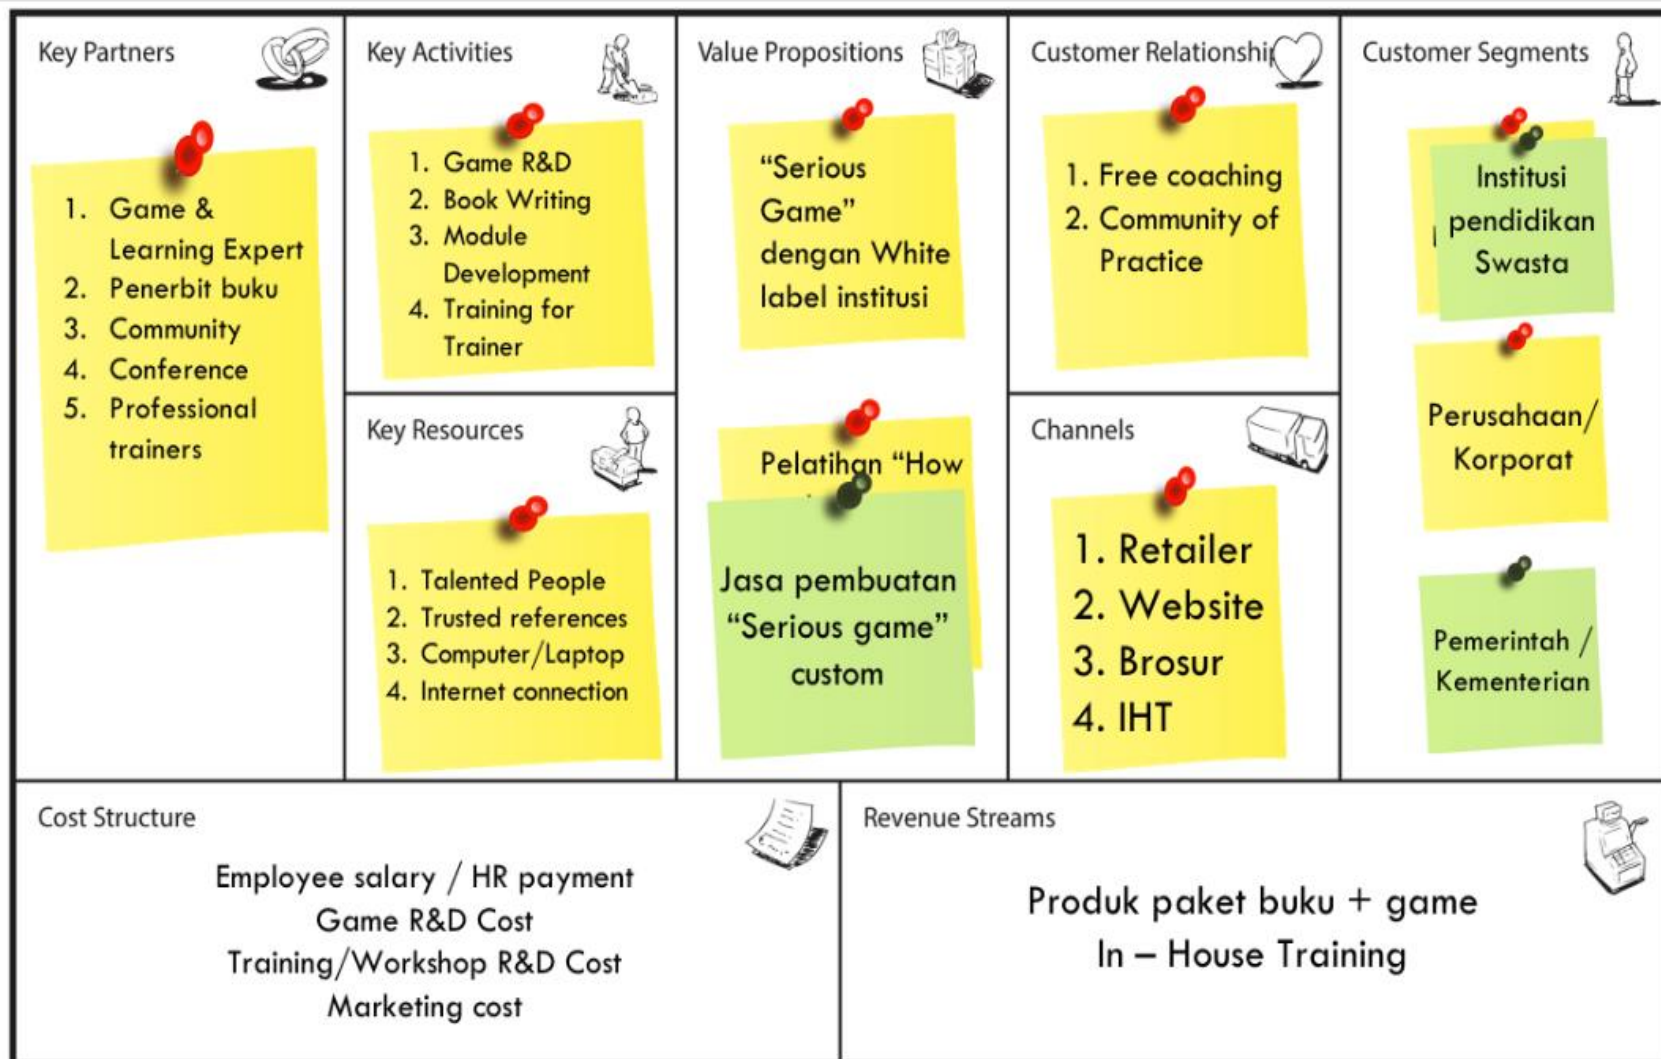 Key Partners
1. Game &
Learning Expert
2. Penerbit buku
3. Community
4. Conference
5. Professional
trainers
Key Activities
1. Game R&D
2. Book Writing
3. Module
Development
4. Training for
Trainer
Key Resources
1. Talented People
2. Trusted references
3. Computer/Laptop
4. Internet connection
Value Propositions
“Serious
Game”
dengan White
label institusi
Pelatihan “How
Jasa pembuatan
“Serious game”
custom
Customer Relationship
1. Free coaching
2. Community of
Practice
Channels
1. Retailer
2. Website
3. Brosur
4. IHT
Customer Segments
Institusi
pendidikan
Swasta
Perusahaan/
Korporat
Pemerintah /
Kementerian
Cost Structure
Employee salary / HR payment
Game R&D Cost
Training/Workshop R&D Cost
Marketing cost
Revenue Streams
Produk paket buku + game
In – House Training